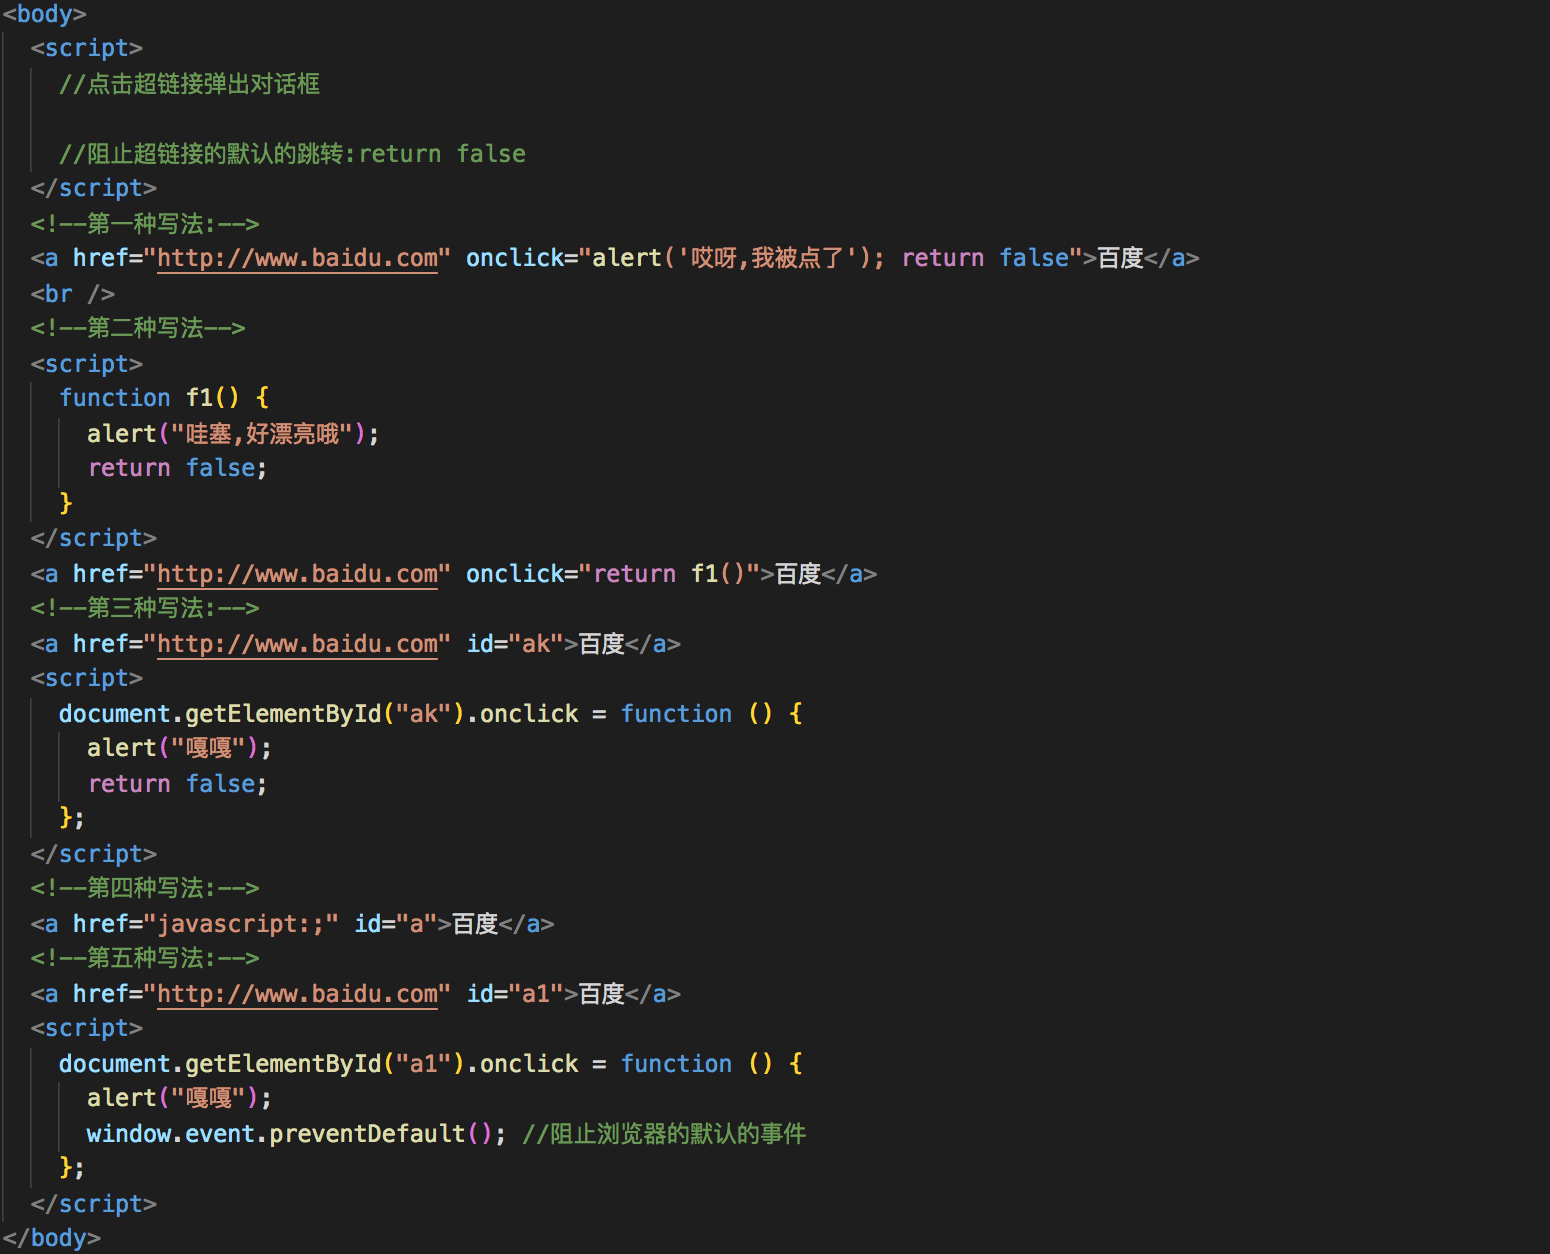 <body>
<script>
//点击超链接弹出对话框
//阻止超链接的默认的跳转:return false
</script>
<!--第一种写法:-->
<a href="http://www.baidu.com" onclick="alert('哎呀,我被点了'); return false">百度</a>
<br />
<!--第二种写法-->
<script>
function f1() {
alert("哇塞,好漂亮哦");
return false;
}
</script>
<a href="http://www.baidu.com" onclick="return f1()">百度</a>
<!--第三种写法:-->
<a href="http://www.baidu.com" id="ak">百度</a>
<script>
document.getElementById("ak").onclick = function () {
alert("嘎嘎");
return false;
};
</script>
<!--第四种写法:-->
<a href="javascript:;" id="a">百度</a>
<!--第五种写法:-->
<a href="http://www.baidu.com" id="a1">百度</a>
<script>
document.getElementById("a1").onclick = function () {
alert("嘎嘎");
window.event.preventDefault(); //阻止浏览器的默认的事件
};
</script>
</body>